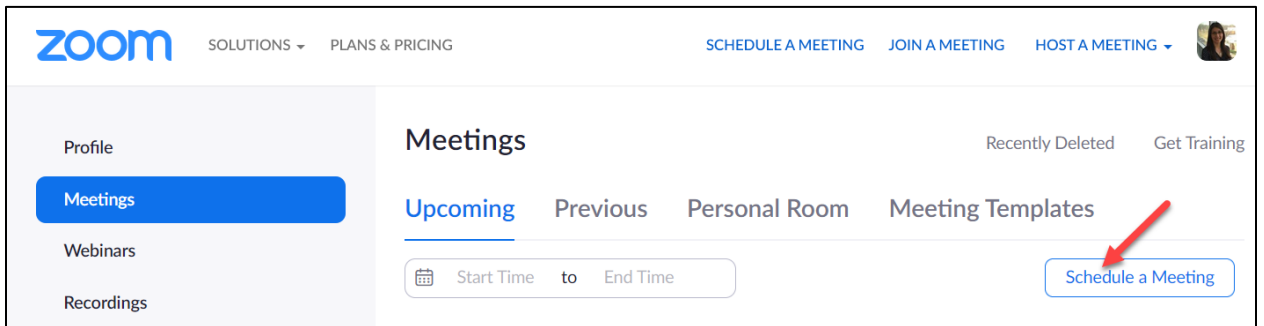 zoom SOLUTIONS PLANS & PRICING SCHEDULE A MEETING JOIN A MEETING HOST A MEETING
Profile
Meetings
Webinars
Recordings
Meetings Recently Deleted Get Training
Upcoming Previous Personal Room Meeting Templates
Start Time to End Time Schedule a Meeting